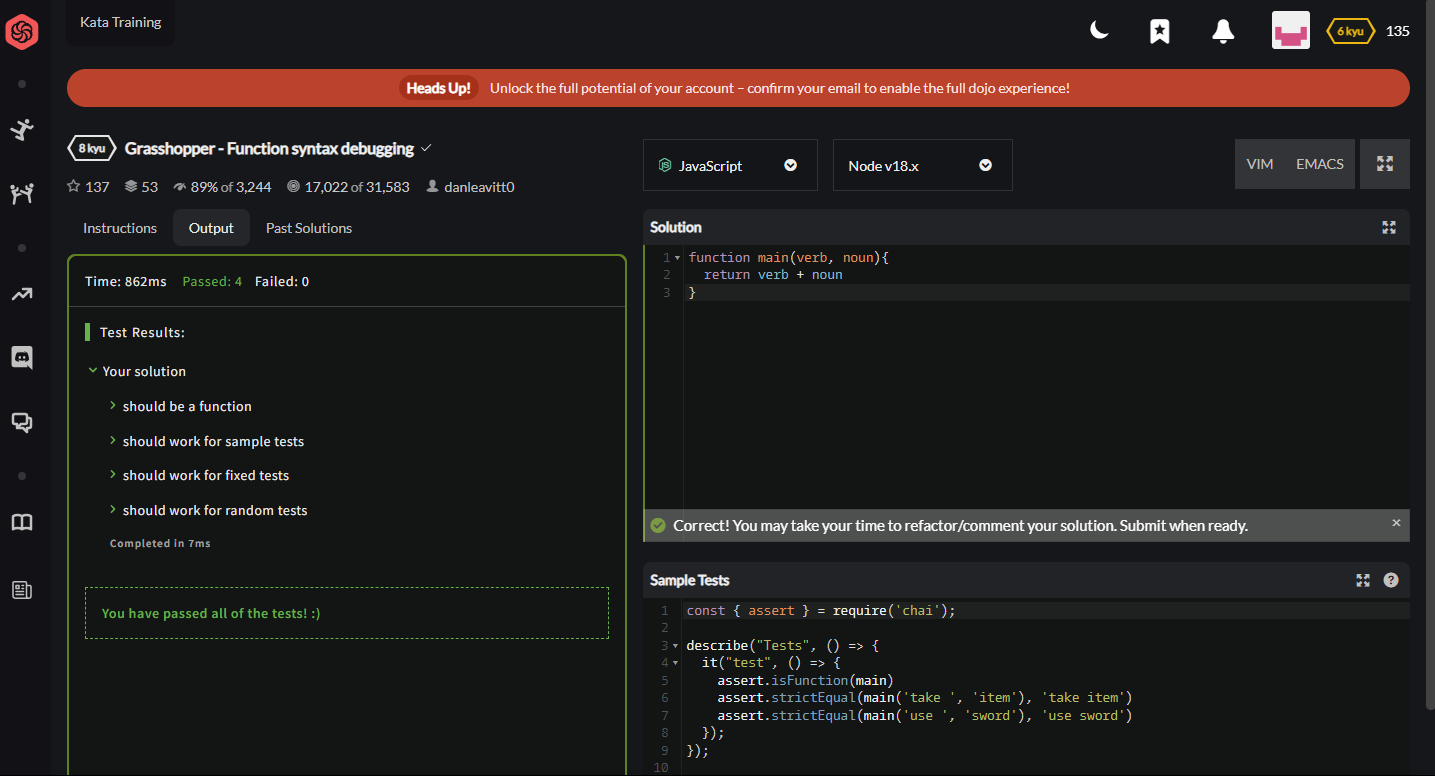 Kata Training
6 kyu 135
Heads Up! Unlock the full potential of your account – confirm your email to enable the full dojo experience!
8 kyu Grasshopper - Function syntax debugging
137 53 89% of 3,244 17,022 of 31,583 danleavitt0
Instructions Output Past Solutions
Time: 862ms Passed: 4 Failed: 0
Test Results:
Your solution
should be a function
should work for sample tests
should work for fixed tests
should work for random tests
Completed in 7ms
You have passed all of the tests! :)
JavaScript Node v18.x VIM EMACS
Solution
1 function main(verb, noun){
2   return verb + noun
3 }
Correct! You may take your time to refactor/comment your solution. Submit when ready. ×
Sample Tests ?
1 const { assert } = require('chai');
2
3 describe("Tests", () => {
4   it("test", () => {
5     assert.isFunction(main)
6     assert.strictEqual(main('take ', 'item'), 'take item')
7     assert.strictEqual(main('use ', 'sword'), 'use sword')
8   });
9 });
10